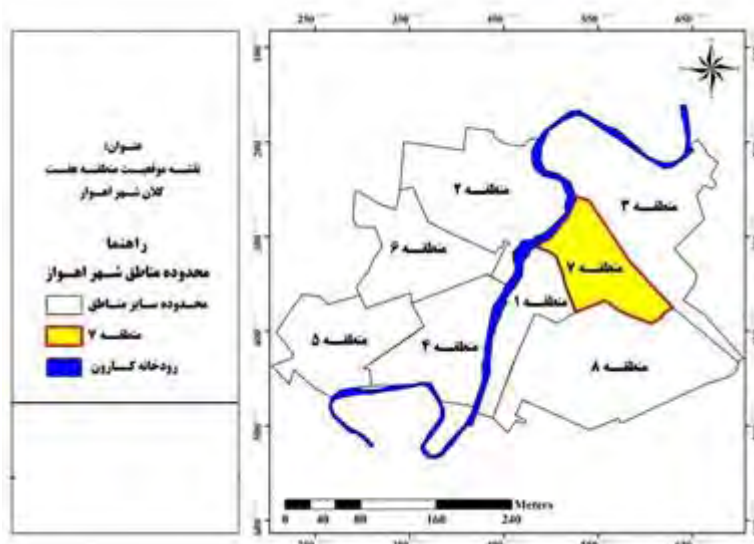 عنوان:
نقشه موقعیت منطقه هفت
کلان شهر اهواز
راهنما
محدوده مناطق شهر اهواز
محدوده سایر مناطق
منطقه ۷
رودخانه کارون
منطقه ۲
منطقه ۳
منطقه ۶
منطقه ۷
منطقه ۱
منطقه ۵
منطقه ۴
منطقه ۸
Meters
0 40 80 160 240